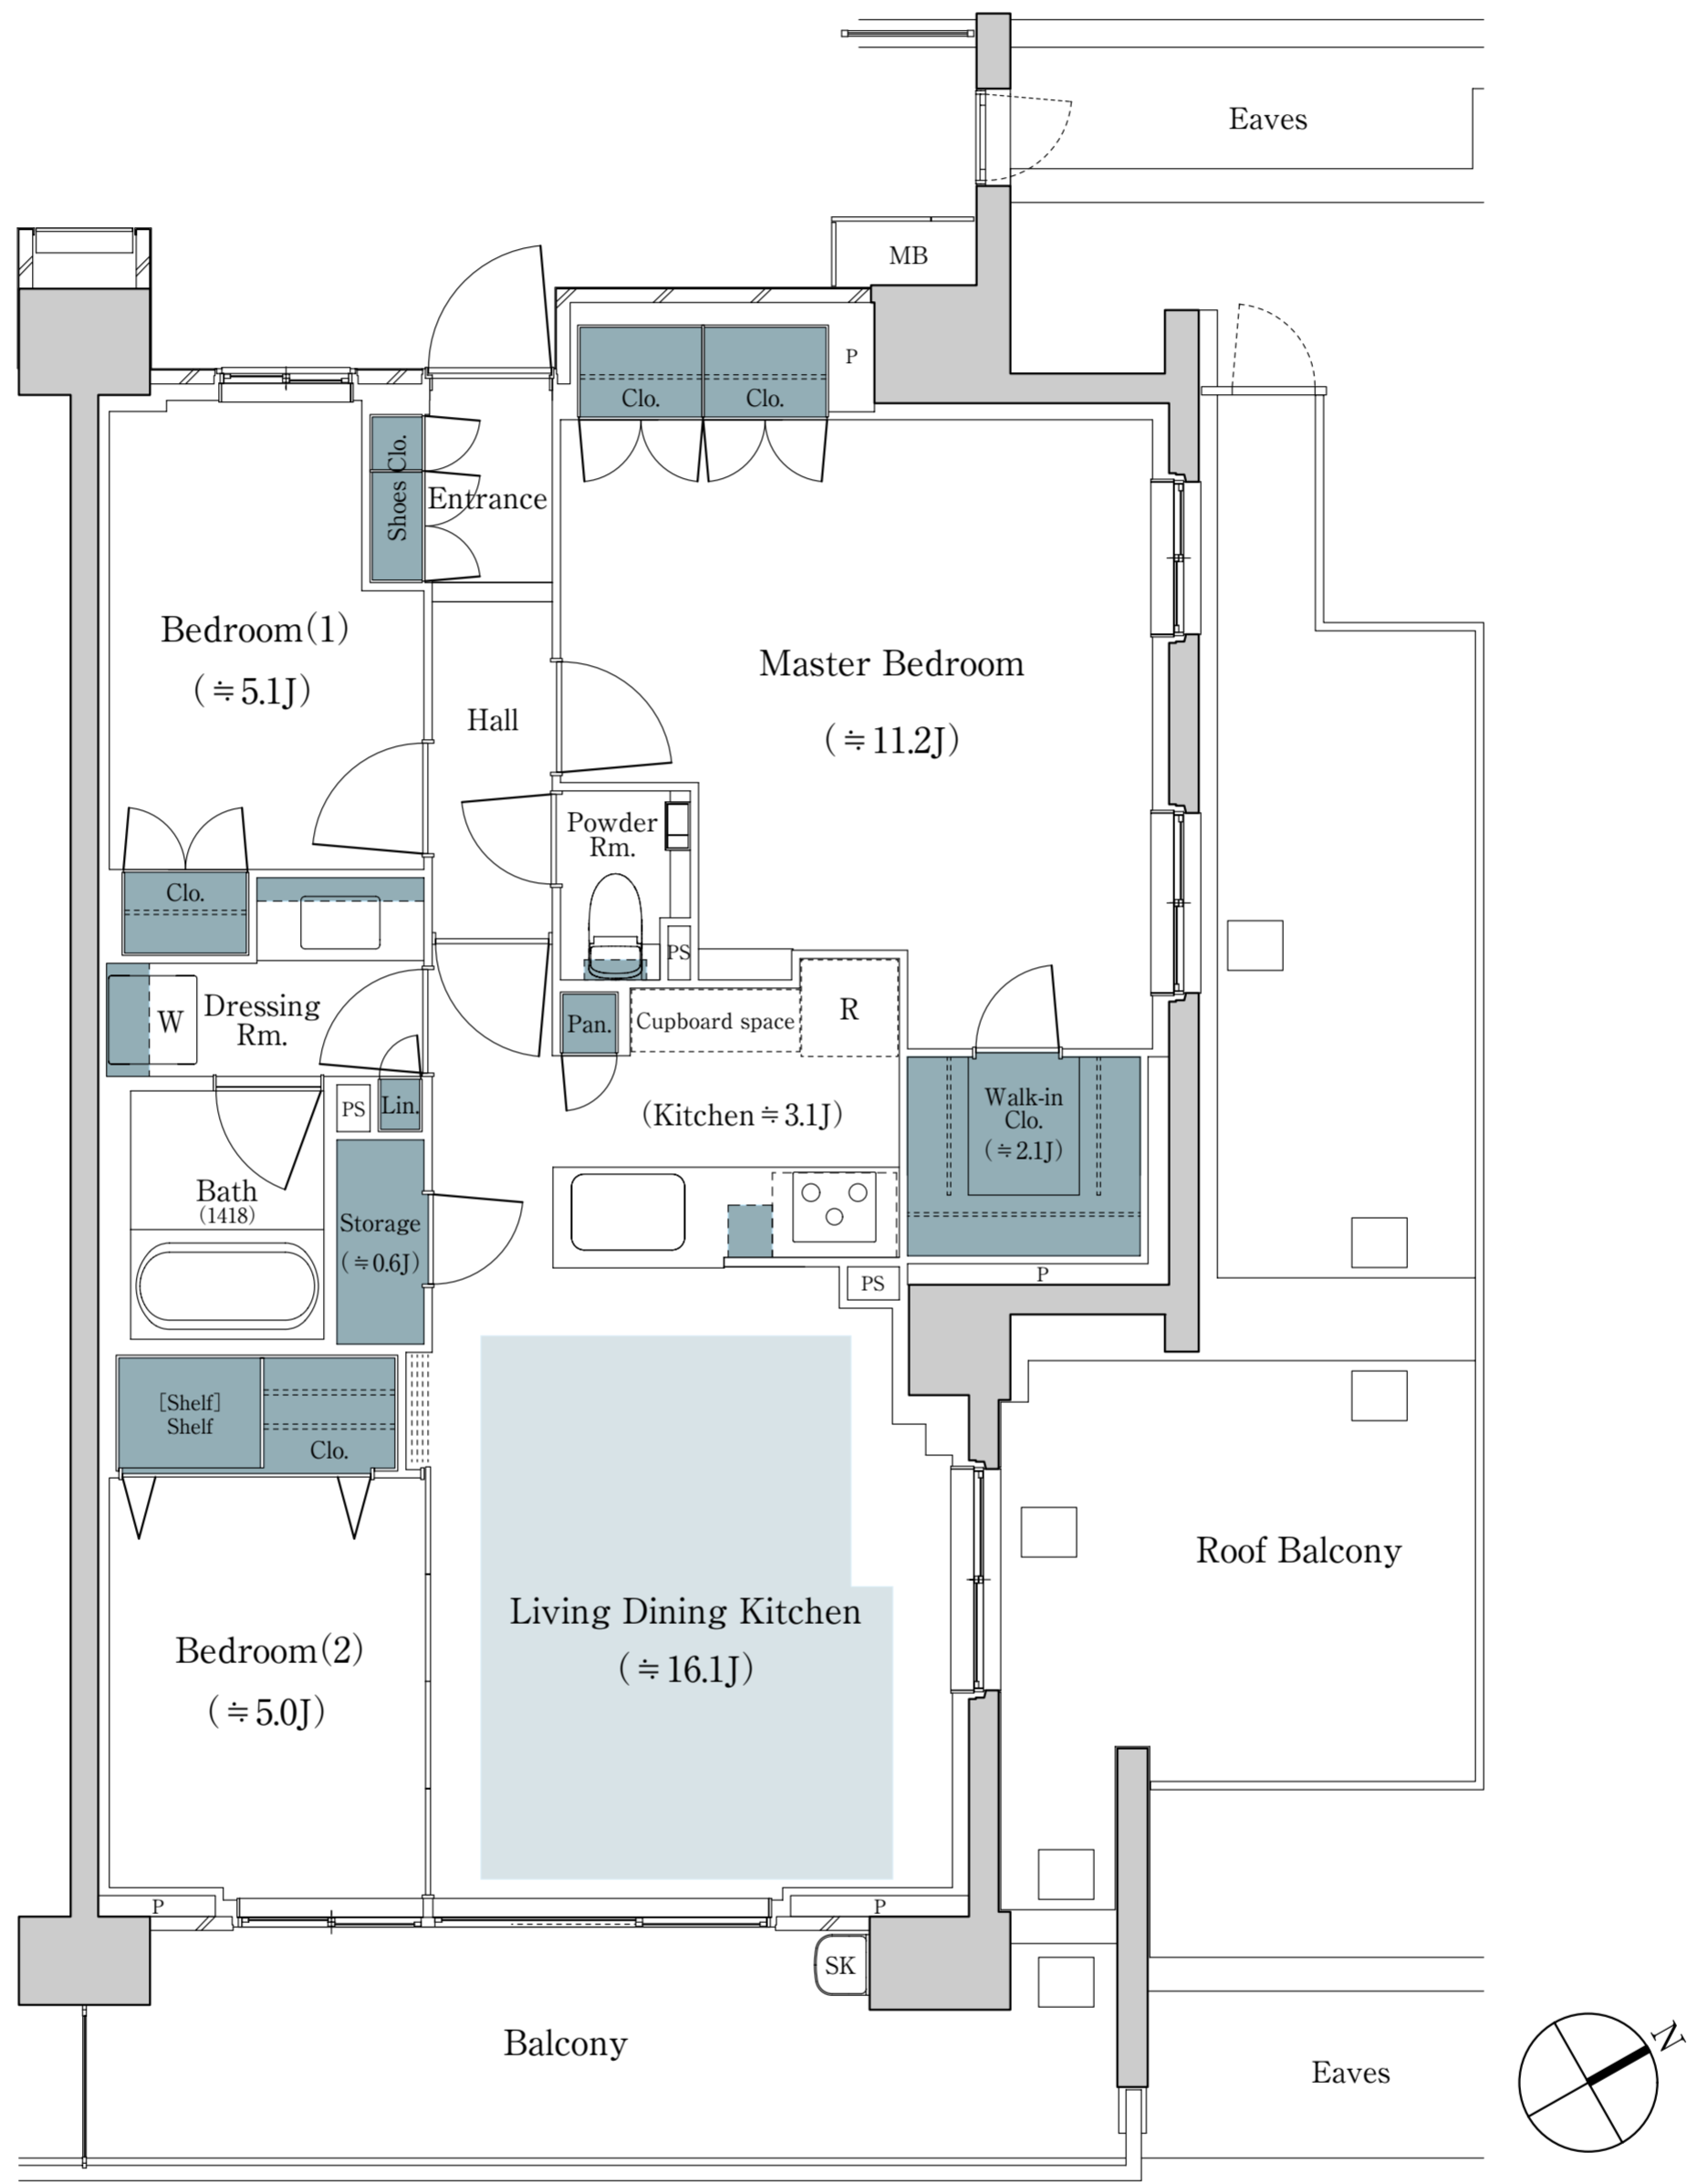 Eaves
MB
P
Clo.
Clo.
Shoes Clo.
Entrance
Bedroom(1)
(≒5.1J)
Master Bedroom
(≒11.2J)
Hall
Powder
Rm.
Clo.
PS
W
Dressing
Rm.
Pan.
Cupboard space
R
PS
Lin.
(Kitchen≒3.1J)
Walk-in
Clo.
(≒2.1J)
Bath
(1418)
Storage
(≒0.6J)
PS
P
[Shelf]
Shelf
Clo.
Roof Balcony
Living Dining Kitchen
(≒16.1J)
Bedroom(2)
(≒5.0J)
P
P
SK
Balcony
Eaves
N